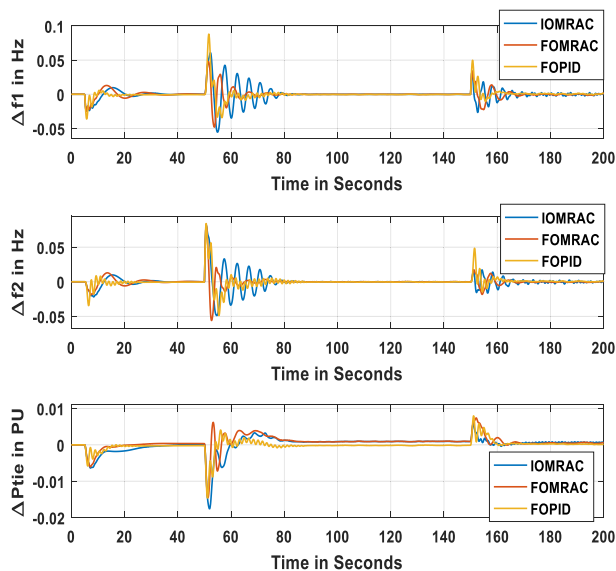 0.1
0.05
0
-0.05
Δf1 in Hz
IOMRAC
FOMRAC
FOPID
0 20 40 60 80 100 120 140 160 180 200
Time in Seconds
0.05
0
-0.05
Δf2 in Hz
IOMRAC
FOMRAC
FOPID
0 20 40 60 80 100 120 140 160 180 200
Time in Seconds
0.01
0
-0.01
-0.02
ΔPtie in PU
IOMRAC
FOMRAC
FOPID
0 20 40 60 80 100 120 140 160 180 200
Time in Seconds